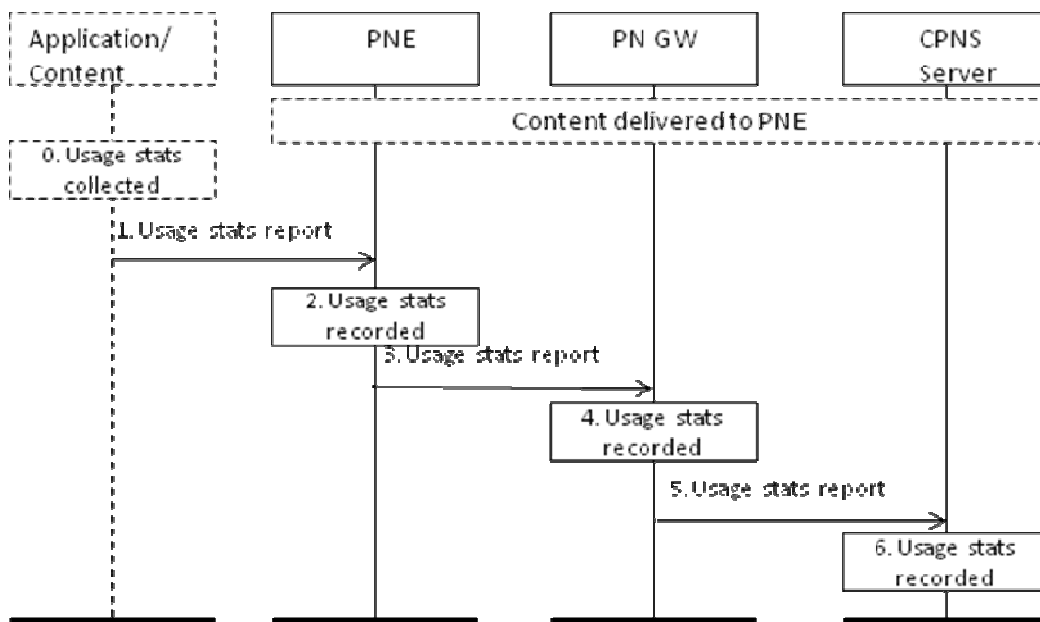 Application/
Content
PNE
PN GW
CPNS
Server
Content delivered to PNE
0. Usage stats
collected
1. Usage stats report
2. Usage stats
recorded
3. Usage stats report
4. Usage stats
recorded
5. Usage stats report
6. Usage stats
recorded